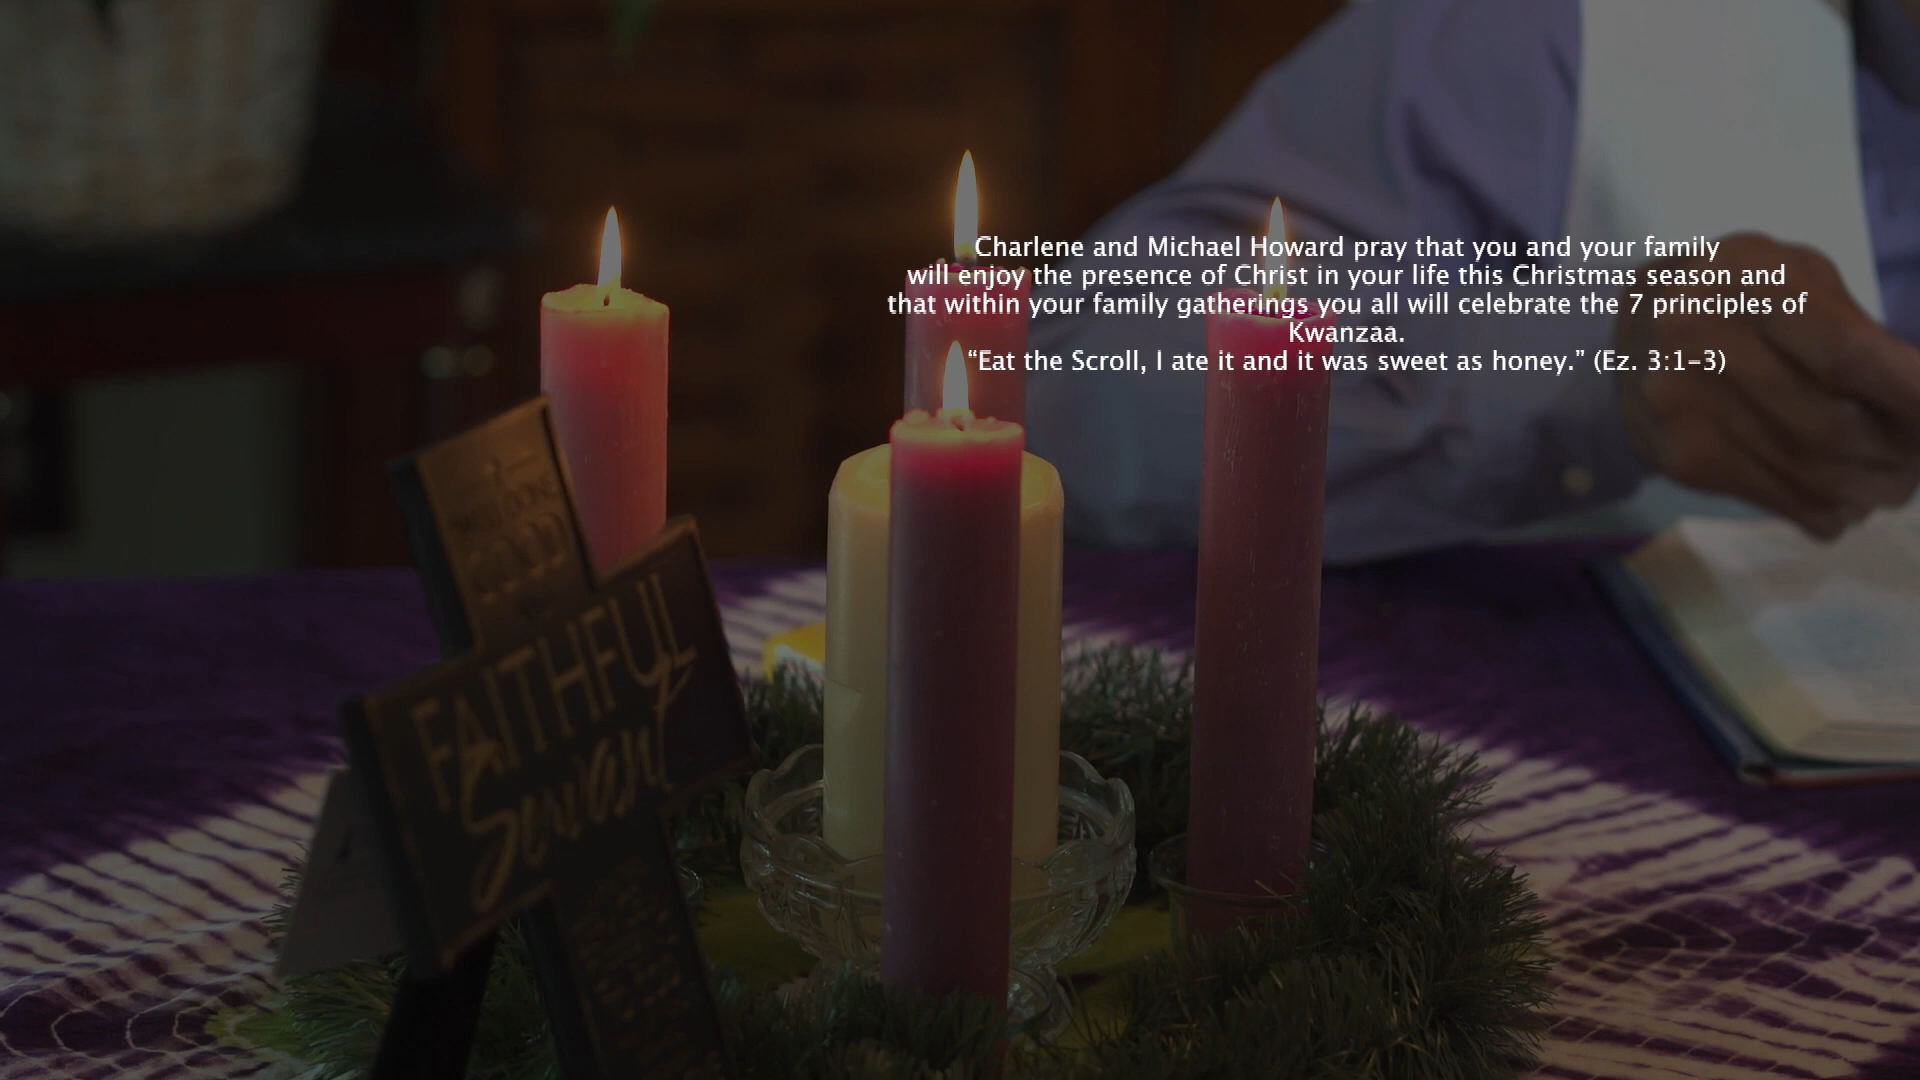 Charlene and Michael Howard pray that you and your family
will enjoy the presence of Christ in your life this Christmas season and
that within your family gatherings you all will celebrate the 7 principles of
Kwanzaa.
“Eat the Scroll, I ate it and it was sweet as honey.” (Ez. 3:1-3)
GOOD
FAITHFUL
Servant